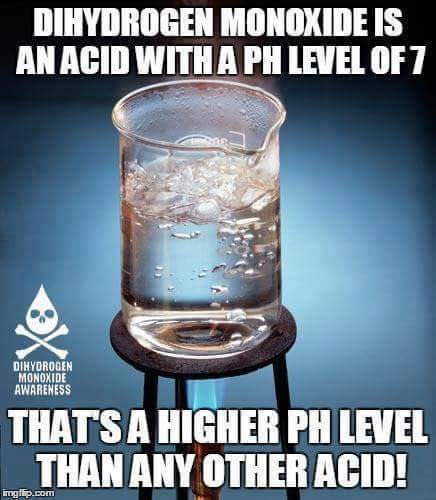 DIHYDROGEN MONOXIDE IS
AN ACID WITH A PH LEVEL OF 7
DIHYDROGEN
MONOXIDE
AWARENESS
THAT'S A HIGHER PH LEVEL
THAN ANY OTHER ACID!
imgflip.com